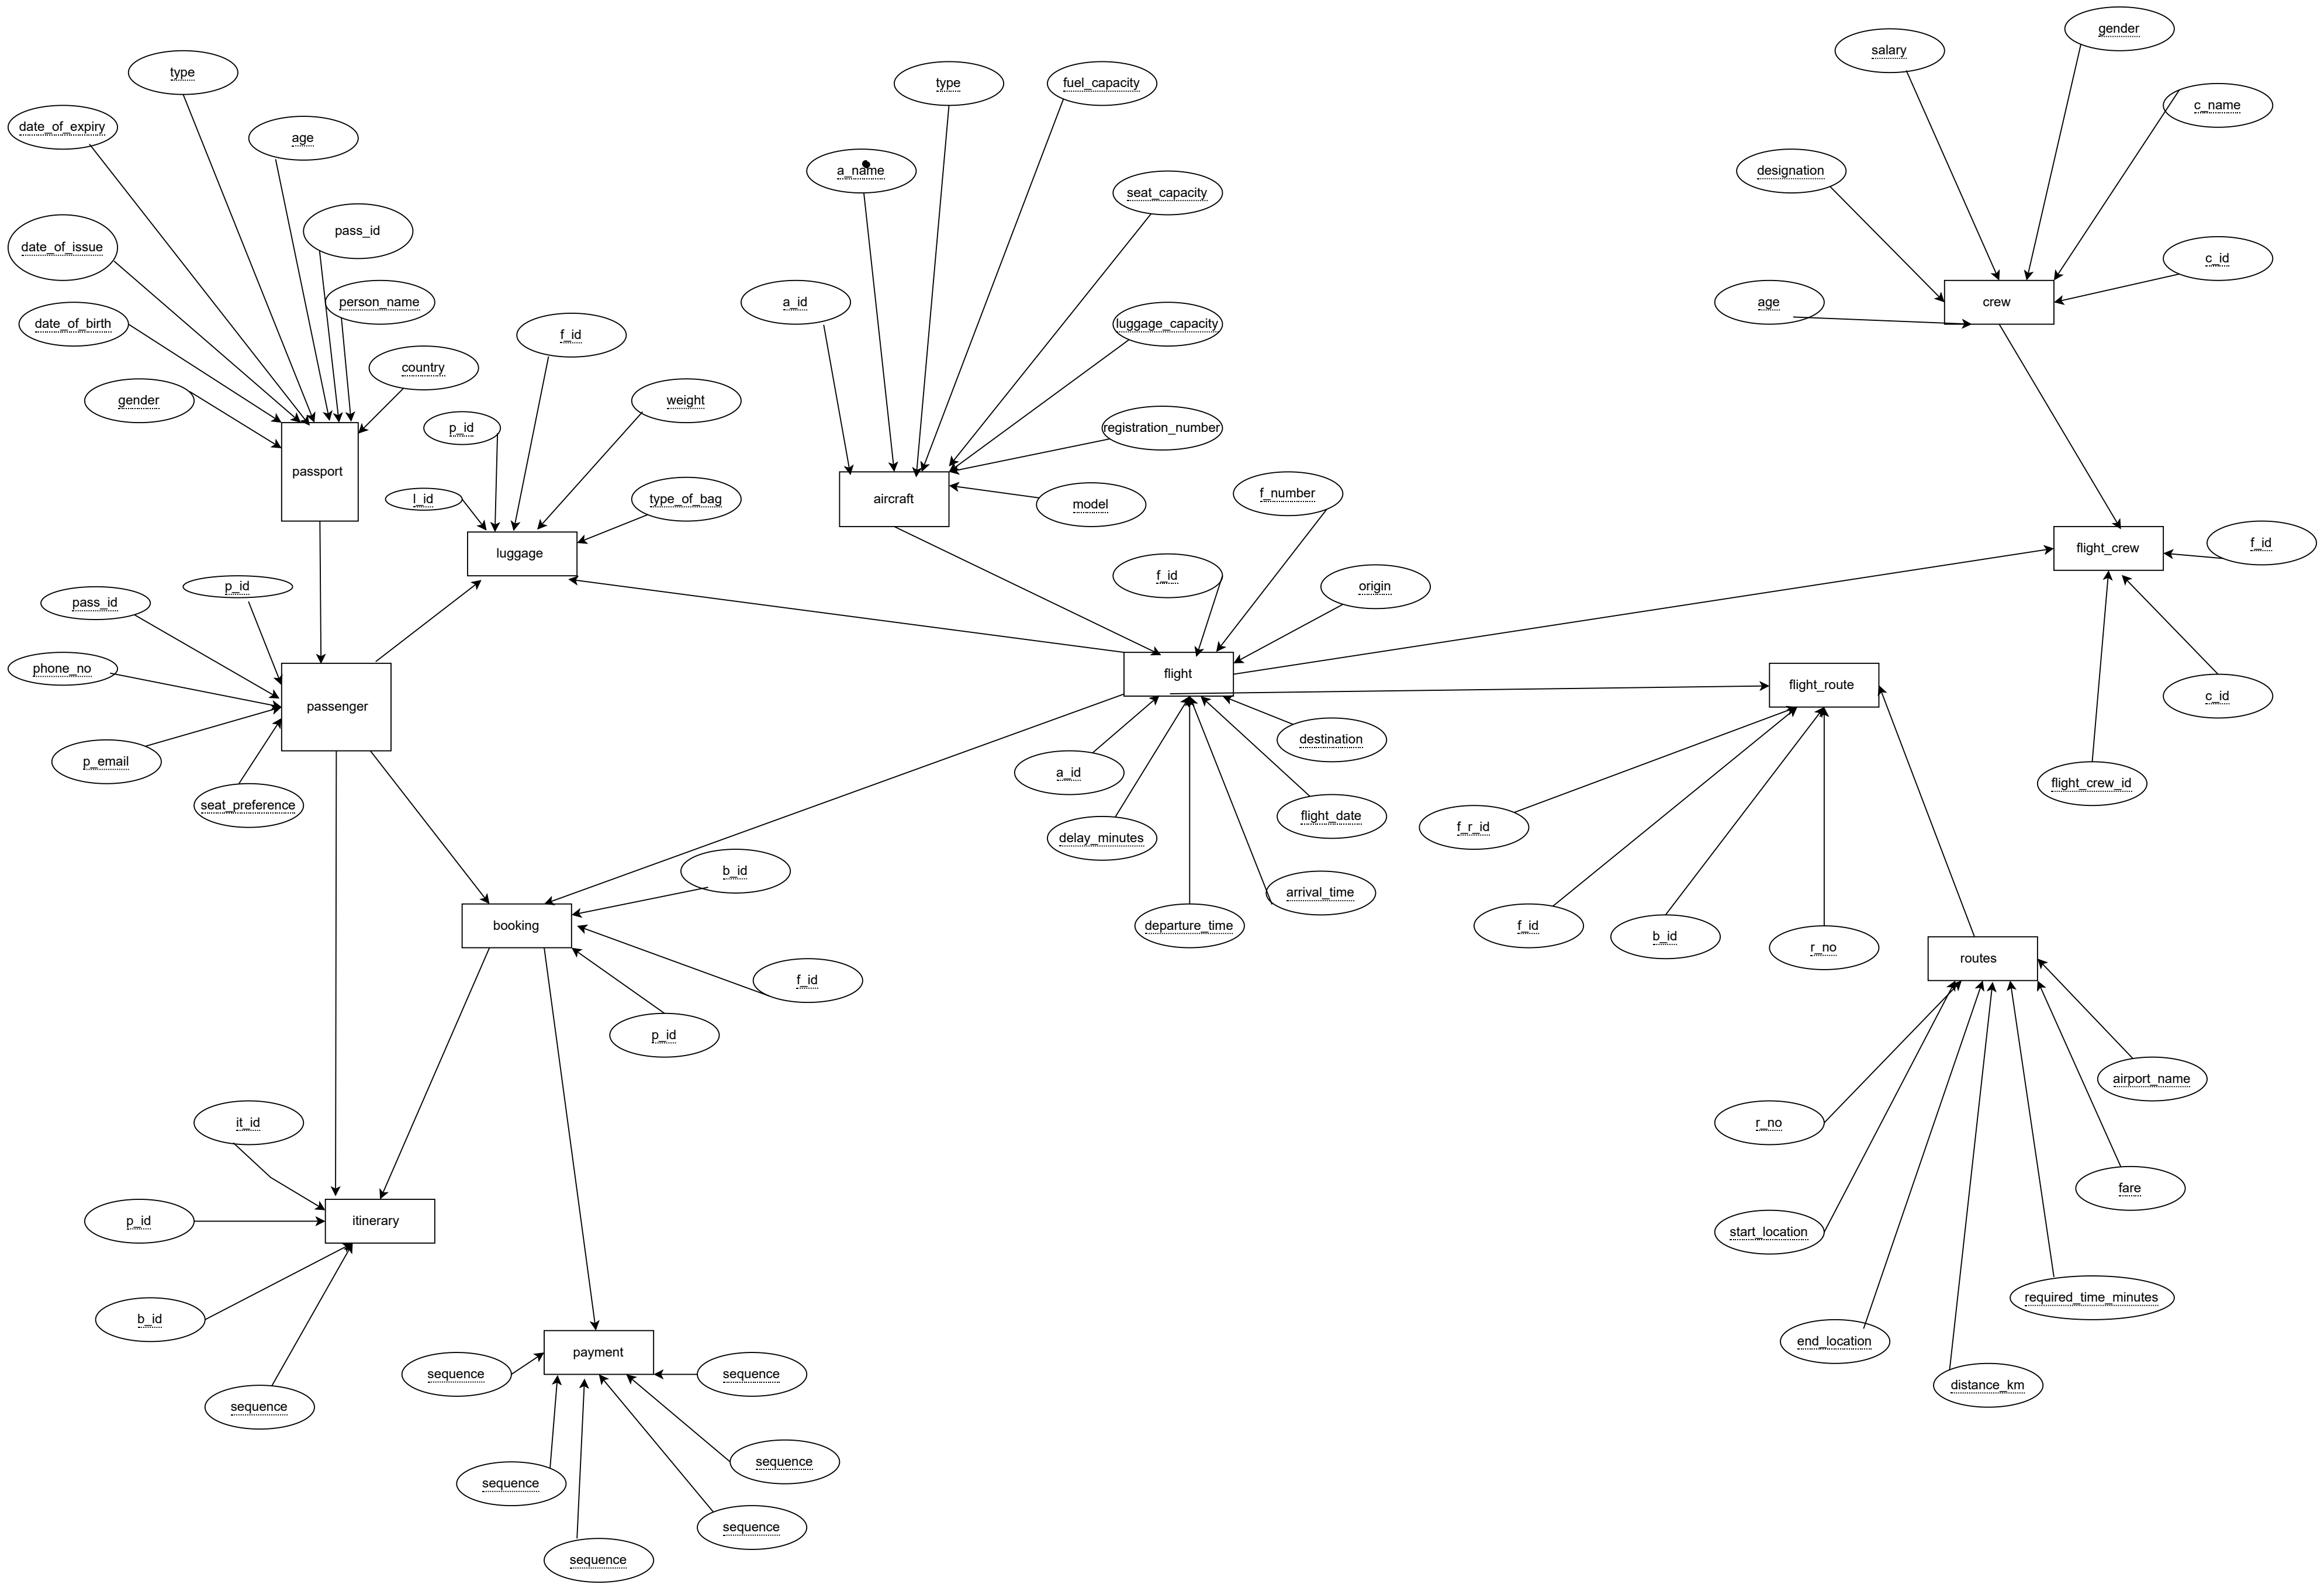 gender
salary
type
type
fuel_capacity
c_name
date_of_expiry
age
a_name
designation
seat_capacity
pass_id
date_of_issue
c_id
person_name
a_id
crew
age
date_of_birth
luggage_capacity
f_id
country
gender
weight
p_id
registration_number
passport
l_id
type_of_bag
aircraft
model
f_number
luggage
flight_crew
f_id
f_id
p_id
origin
pass_id
phone_no
flight
flight_route
c_id
passenger
destination
p_email
a_id
flight_crew_id
seat_preference
flight_date
f_r_id
delay_minutes
b_id
arrival_time
booking
departure_time
f_id
b_id
r_no
routes
f_id
p_id
airport_name
it_id
r_no
fare
p_id
itinerary
start_location
required_time_minutes
b_id
end_location
payment
sequence
sequence
distance_km
sequence
sequence
sequence
sequence
sequence